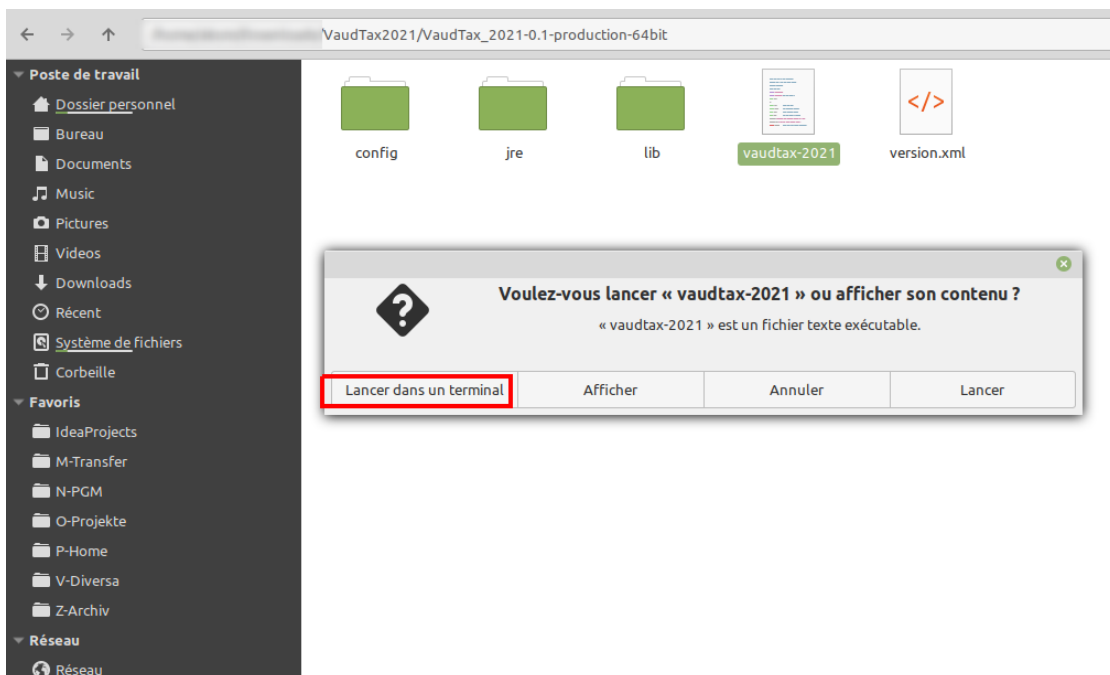 /VaudTax2021/VaudTax_2021-0.1-production-64bit
Poste de travail
Dossier personnel
Bureau
Documents
Music
Pictures
Videos
Downloads
Récent
Système de fichiers
Corbeille
Favoris
IdeaProjects
M-Transfer
N-PGM
O-Projekte
P-Home
V-Diversa
Z-Archiv
Réseau
Réseau
config
jre
lib
vaudtax-2021
</>
version.xml
Voulez-vous lancer « vaudtax-2021 » ou afficher son contenu ?
« vaudtax-2021 » est un fichier texte exécutable.
Lancer dans un terminal
Afficher
Annuler
Lancer